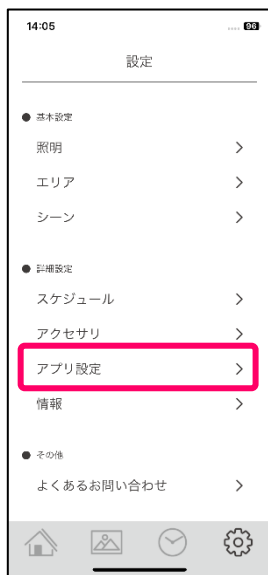 14:05
96
設定
基本設定
照明
エリア
シーン
詳細設定
スケジュール
アクセサリ
アプリ設定
情報
その他
よくあるお問い合わせ